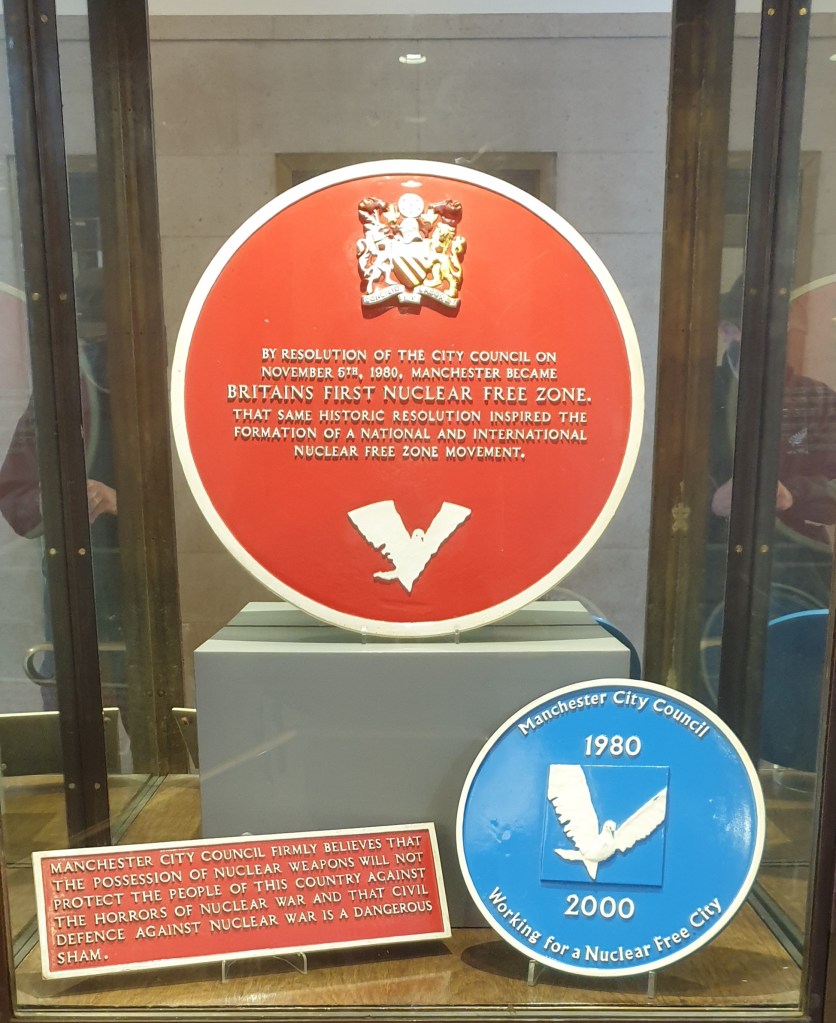 BY RESOLUTION OF THE CITY COUNCIL ON
NOVEMBER 5TH, 1980, MANCHESTER BECAME
BRITAINS FIRST NUCLEAR FREE ZONE.
THAT SAME HISTORIC RESOLUTION INSPIRED THE
FORMATION OF A NATIONAL AND INTERNATIONAL
NUCLEAR FREE ZONE MOVEMENT.
MANCHESTER CITY COUNCIL FIRMLY BELIEVES THAT
THE POSSESSION OF NUCLEAR WEAPONS WILL NOT
PROTECT THE PEOPLE OF THIS COUNTRY AGAINST
THE HORRORS OF NUCLEAR WAR AND THAT CIVIL
DEFENCE AGAINST NUCLEAR WAR IS A DANGEROUS
SHAM.
Manchester City Council
1980
2000
Working for a Nuclear Free City